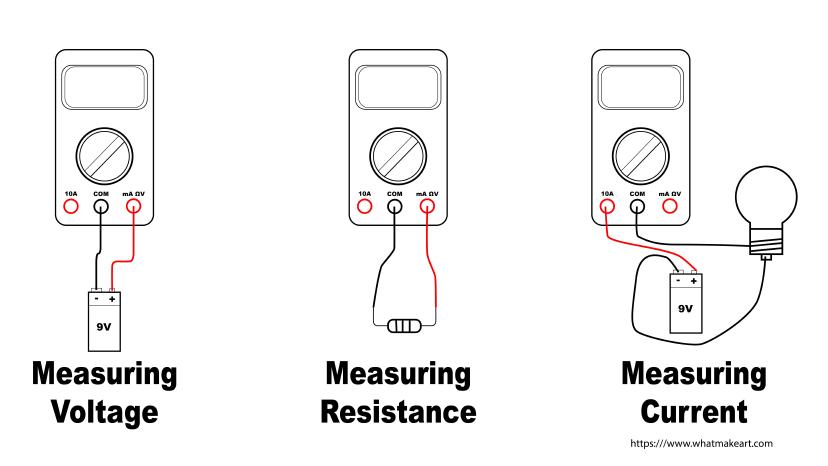 10A COM mA ΩV
- +
9V
Measuring
Voltage
10A COM mA ΩV
Measuring
Resistance
10A COM mA ΩV
- +
9V
Measuring
Current
https://www.whatmakeart.com